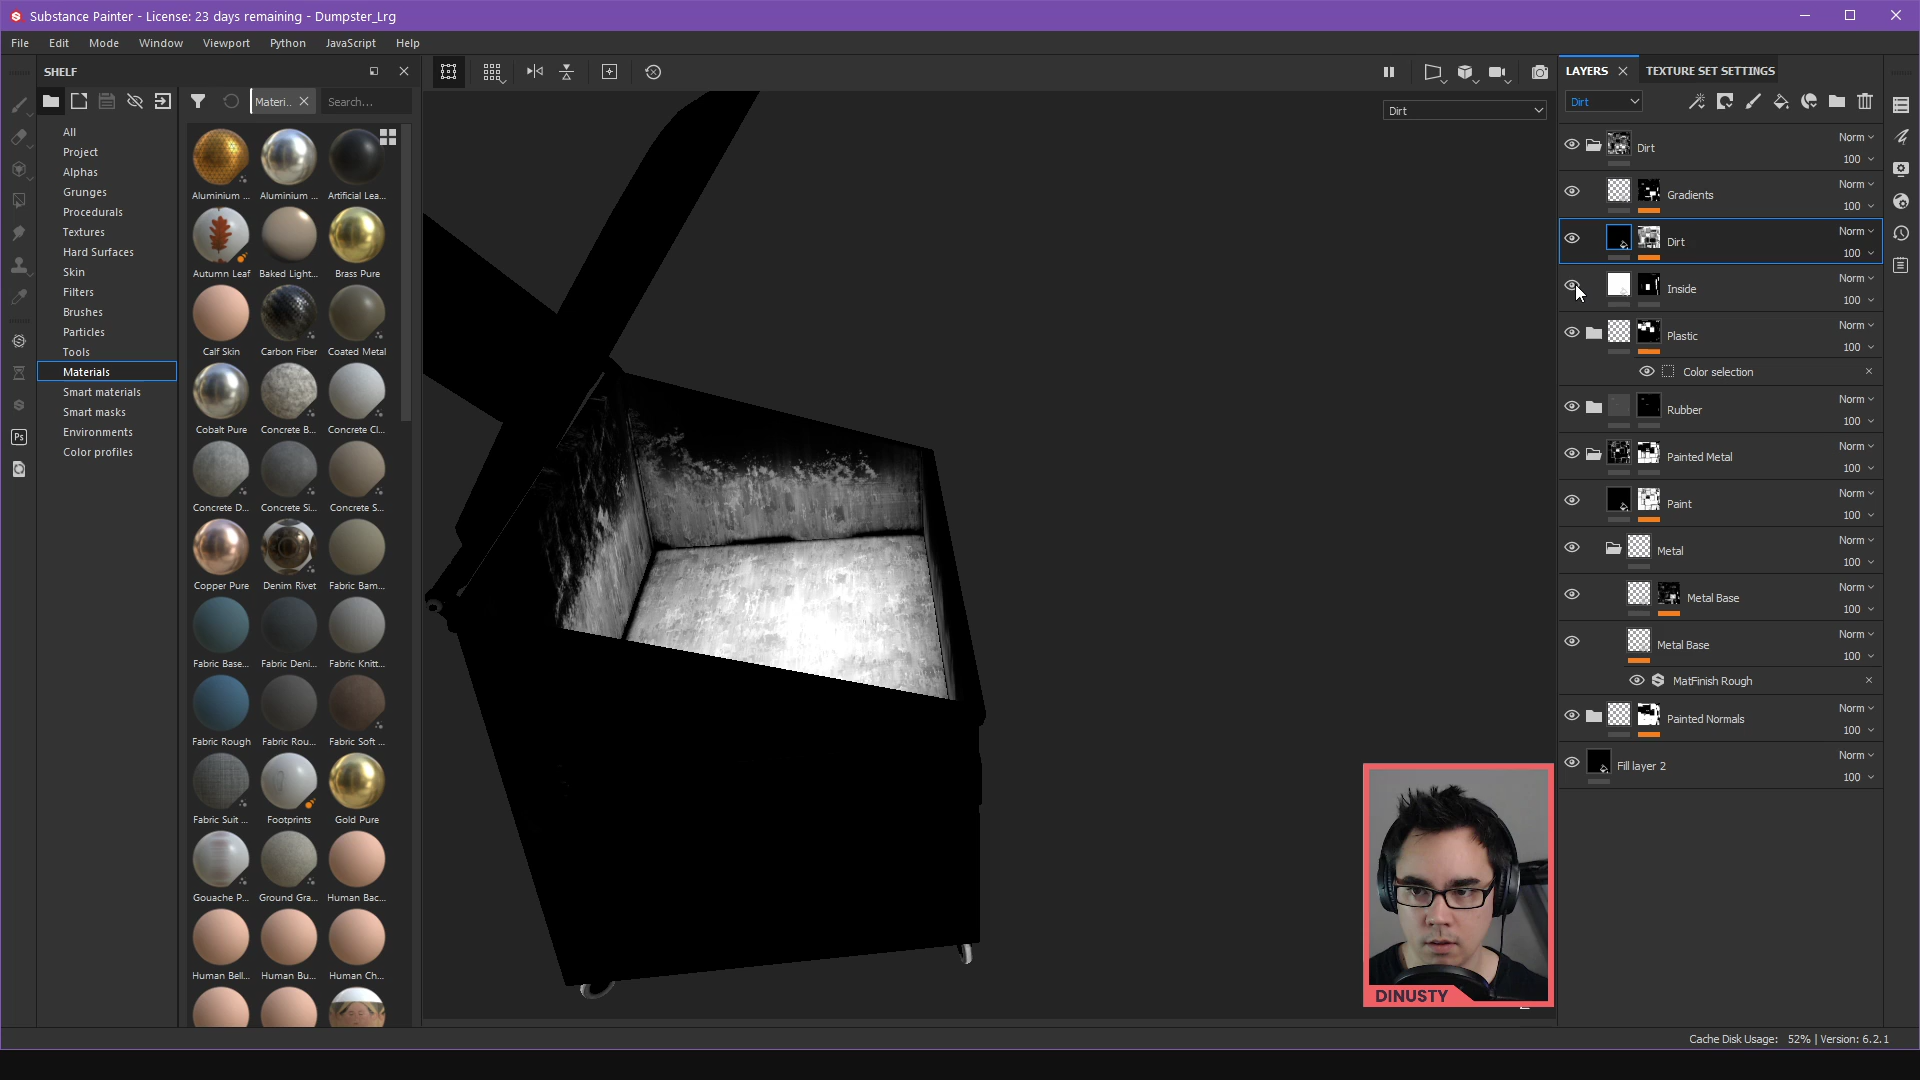 Substance Painter - License: 23 days remaining - Dumpster_Lrg
File Edit Mode Window Viewport Python JavaScript Help
SHELF
Materi...
Search...
All
Project
Alphas
Grunges
Procedurals
Textures
Hard Surfaces
Skin
Filters
Brushes
Particles
Tools
Materials
Smart materials
Smart masks
Environments
Color profiles
Aluminium ... Aluminium ... Artificial Lea...
Autumn Leaf Baked Light... Brass Pure
Calf Skin Carbon Fiber Coated Metal
Cobalt Pure Concrete B... Concrete Cl...
Concrete D... Concrete Si... Concrete S...
Copper Pure Denim Rivet Fabric Bam...
Fabric Base... Fabric Deni... Fabric Knitt...
Fabric Rough Fabric Rou... Fabric Soft ...
Fabric Suit ... Footprints Gold Pure
Gouache P... Ground Gra... Human Bac...
Human Bell... Human Bu... Human Ch...
Ps
Dirt
DINUSTY
LAYERS TEXTURE SET SETTINGS
Dirt
Dirt Norm 100
Gradients Norm 100
Dirt Norm 100
Inside Norm 100
Plastic Norm 100
Color selection
Rubber Norm 100
Painted Metal Norm 100
Paint Norm 100
Metal Norm 100
Metal Base Norm 100
Metal Base Norm 100
MatFinish Rough
Painted Normals Norm 100
Fill layer 2 Norm 100
Cache Disk Usage: 52% | Version: 6.2.1